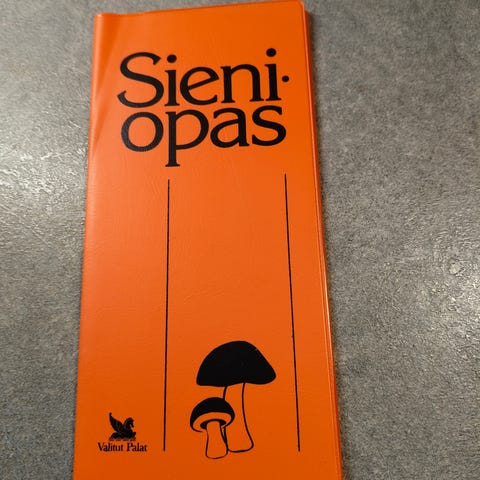 Sieni-
opas
Valitut Palat